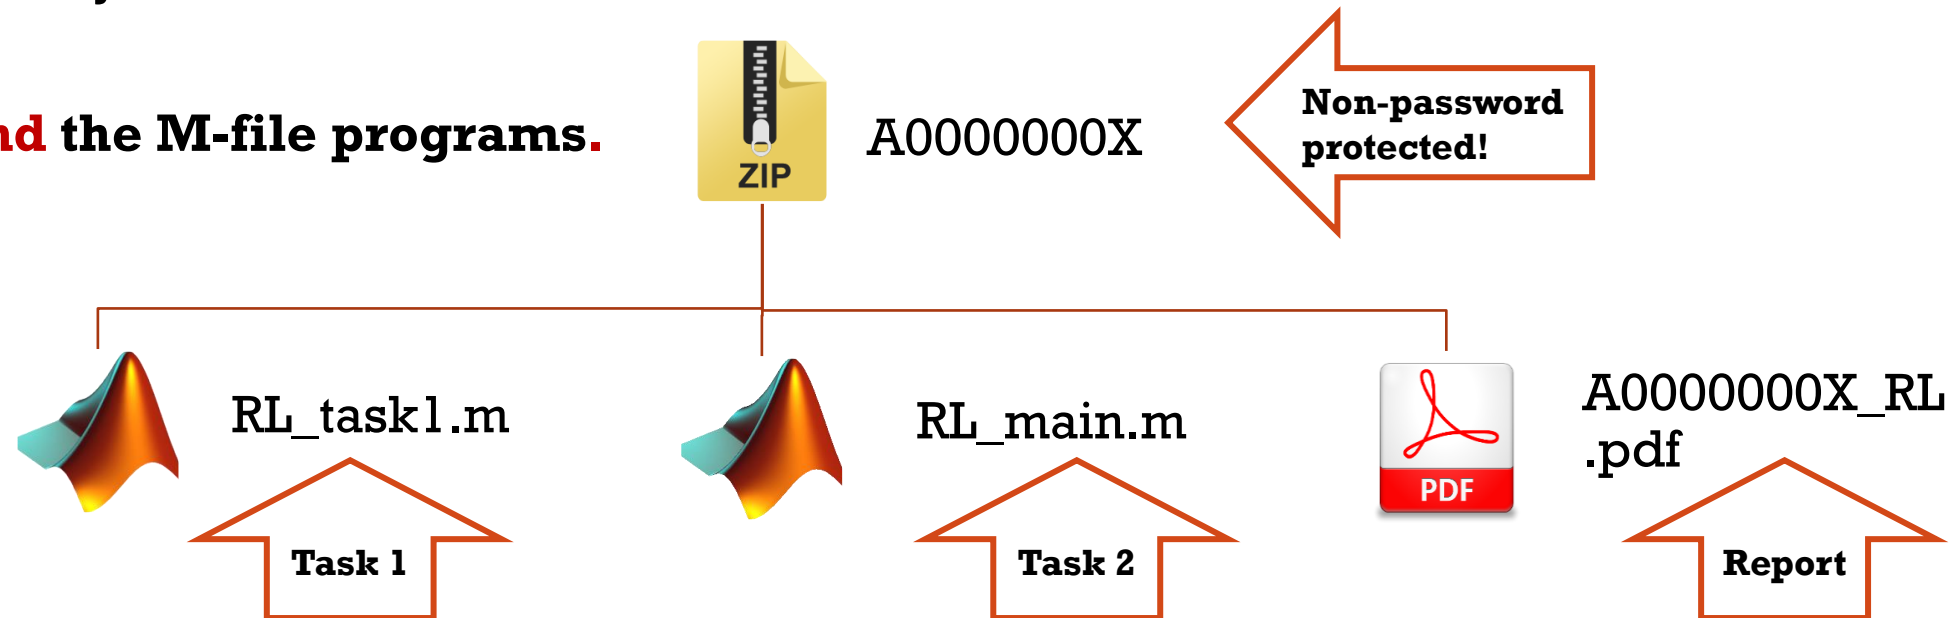 nd the M-file programs.
ZIP
A0000000X
Non-password
protected!
RL_task1.m
RL_main.m
PDF
A0000000X_RL
.pdf
Task 1
Task 2
Report